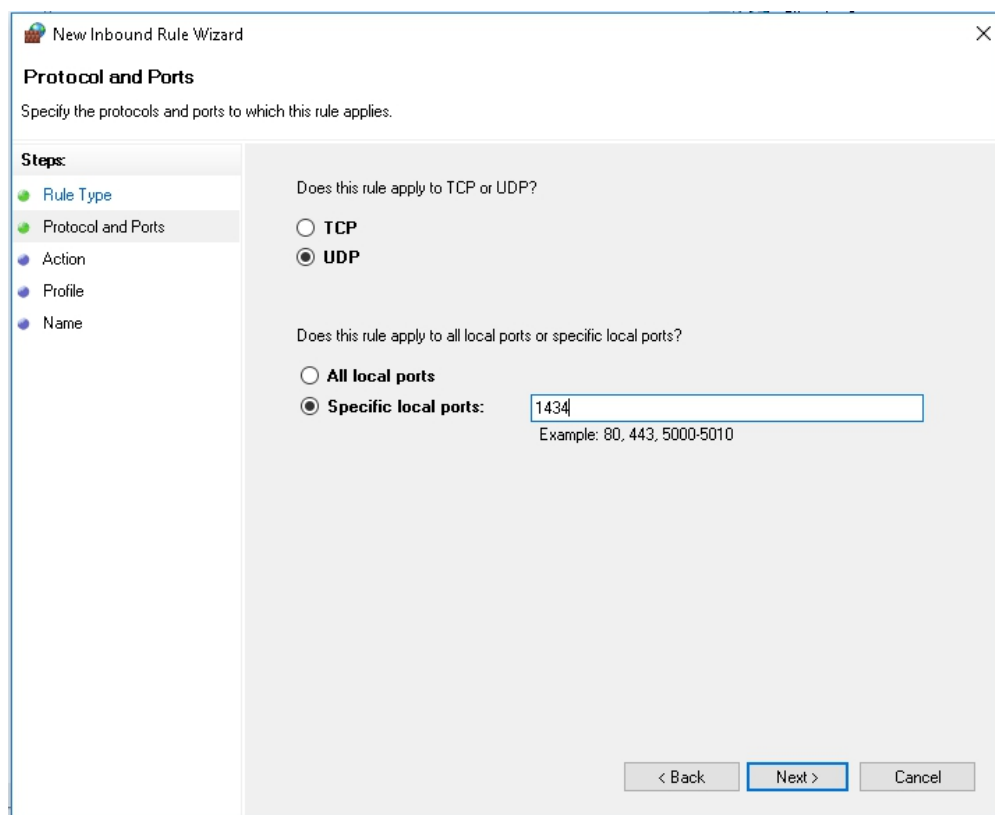 New Inbound Rule Wizard
Protocol and Ports
Specify the protocols and ports to which this rule applies.
Steps:
Rule Type
Protocol and Ports
Action
Profile
Name
Does this rule apply to TCP or UDP?
TCP
UDP
Does this rule apply to all local ports or specific local ports?
All local ports
Specific local ports: 1434
Example: 80, 443, 5000-5010
< Back Next > Cancel